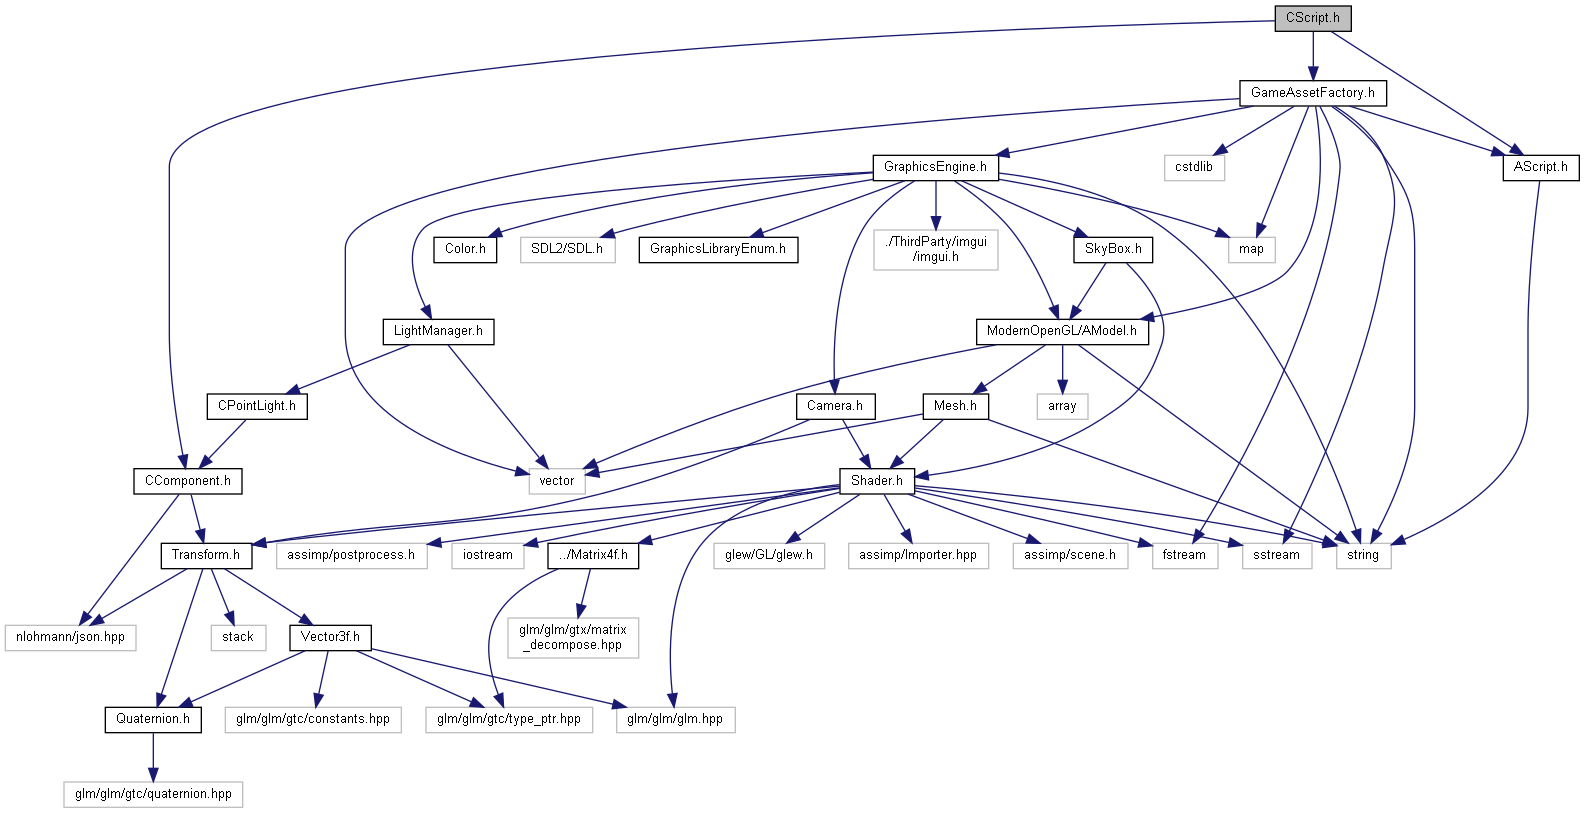 CScript.h
GameAssetFactory.h
GraphicsEngine.h
cstdlib
AScript.h
Color.h
SDL2/SDL.h
GraphicsLibraryEnum.h
./ThirdParty/imgui
/imgui.h
SkyBox.h
map
LightManager.h
ModernOpenGL/AModel.h
CPointLight.h
Camera.h
Mesh.h
array
CComponent.h
vector
Shader.h
Transform.h
assimp/postprocess.h
iostream
../Matrix4f.h
glew/GL/glew.h
assimp/Importer.hpp
assimp/scene.h
fstream
sstream
string
nlohmann/json.hpp
stack
Vector3f.h
glm/glm/gtx/matrix
_decompose.hpp
Quaternion.h
glm/glm/gtc/constants.hpp
glm/glm/gtc/type_ptr.hpp
glm/glm/glm.hpp
glm/glm/gtc/quaternion.hpp